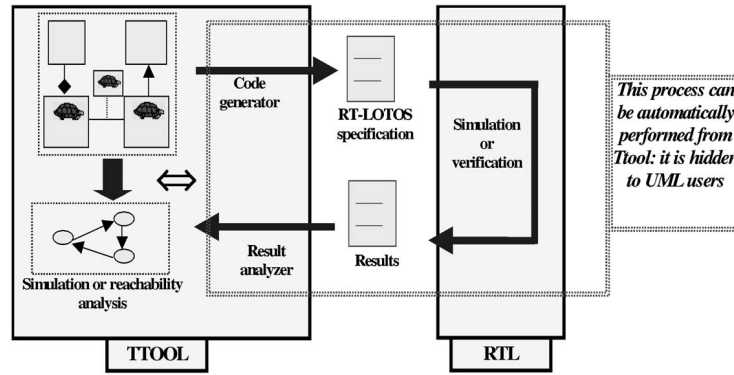 Code
generator
RT-LOTOS
specification
Simulation
or
verification
This process can
be automatically
performed from
Ttool: it is hidden
to UML users
Result
analyzer
Results
Simulation or reachability
analysis
TTOOL
RTL